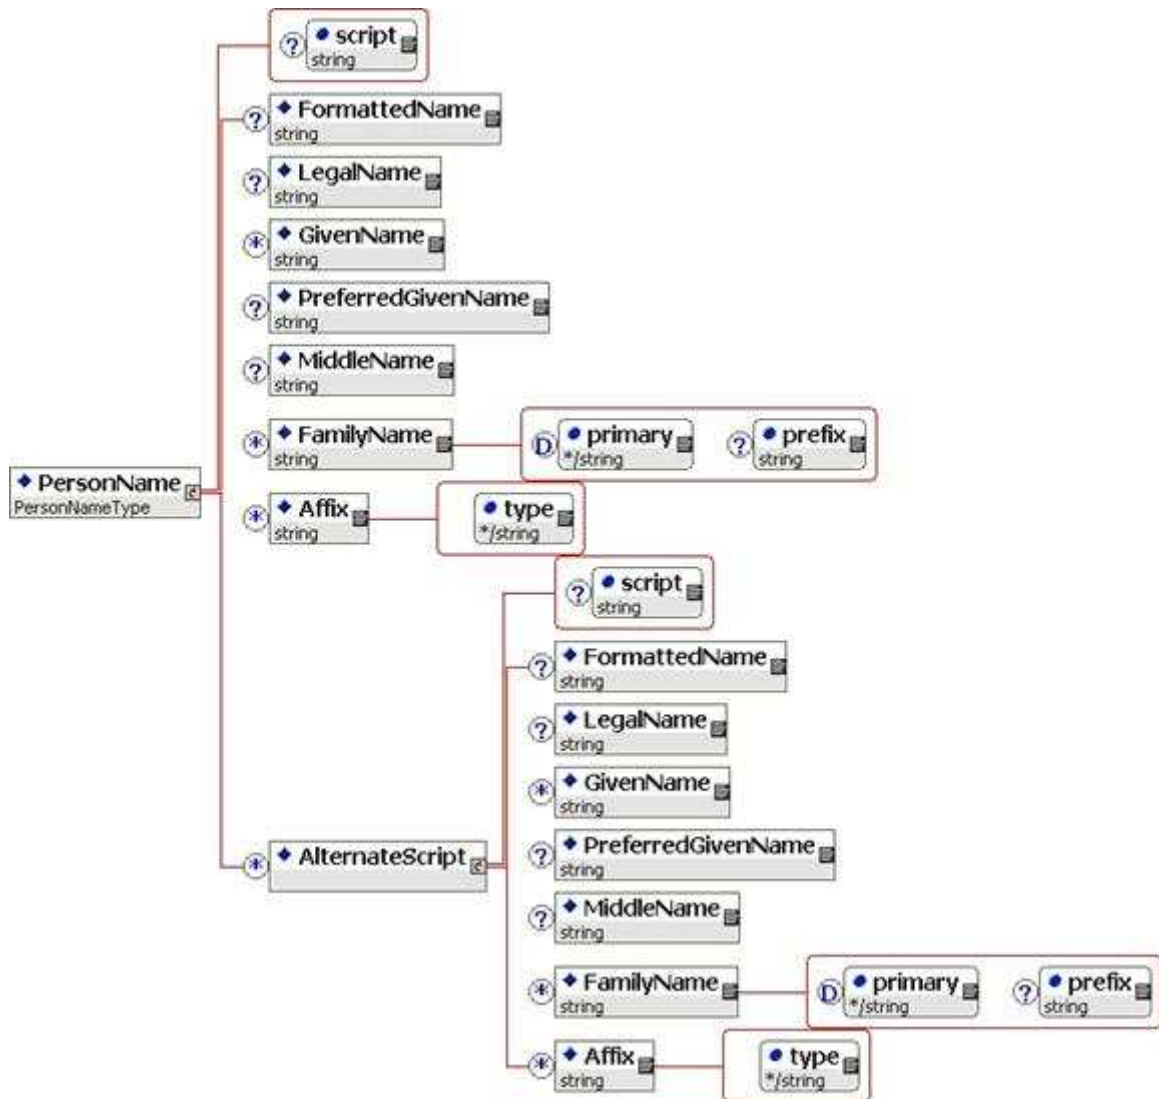 ? script
string
? FormattedName
string
? LegalName
string
* GivenName
string
? PreferredGivenName
string
? MiddleName
string
* FamilyName
string
D primary
*/string
? prefix
string
PersonName
PersonNameType
* Affix
string
type
*/string
? script
string
? FormattedName
string
? LegalName
string
* GivenName
string
* AlternateScript
? PreferredGivenName
string
? MiddleName
string
* FamilyName
string
D primary
*/string
? prefix
string
* Affix
string
type
*/string